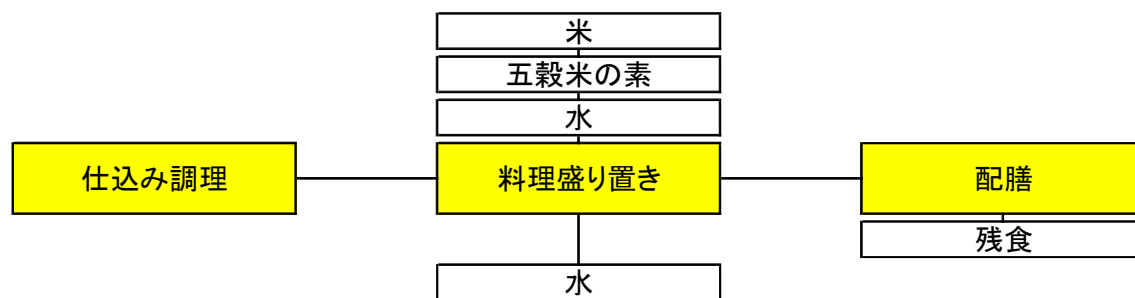 米
五穀米の素
水
仕込み調理
料理盛り置き
配膳
残食
水